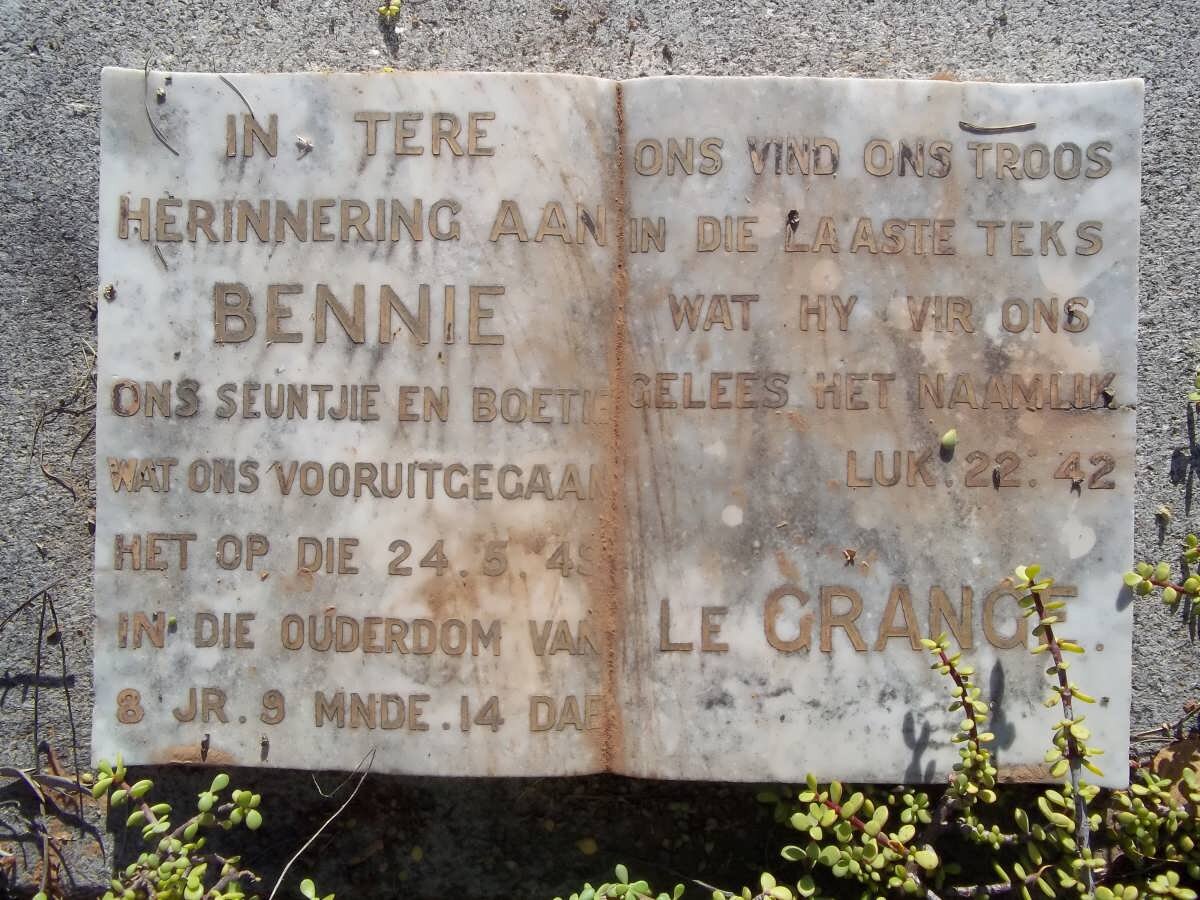 IN TERE
HERINNERING AAN
BENNIE
ONS SEUNTJIE EN BOETIE
WAT ONS VOORUITGEGAAN
HET OP DIE 24.5.49
IN DIE OUDERDOM VAN
8 JR. 9 MNDE. 14 DAE
ONS VIND ONS TROOS
IN DIE LAASTE TEKS
WAT HY VIR ONS
GELEES HET NAAMLIK
LUK. 22: 42
LE GRANGE.